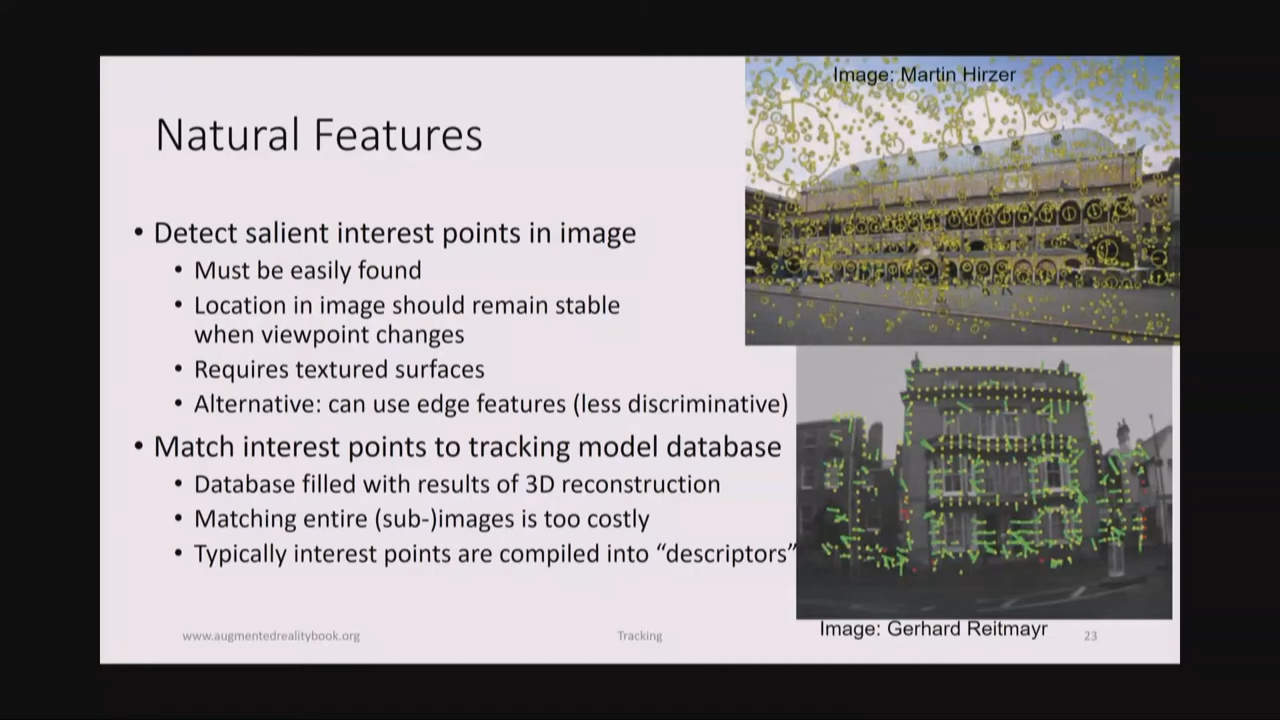 Image: Martin Hirzer
Natural Features
• Detect salient interest points in image
• Must be easily found
• Location in image should remain stable
when viewpoint changes
• Requires textured surfaces
• Alternative: can use edge features (less discriminative)
• Match interest points to tracking model database
• Database filled with results of 3D reconstruction
• Matching entire (sub-)images is too costly
• Typically interest points are compiled into “descriptors”
Image: Gerhard Reitmayr
www.augmentedrealitybook.org
Tracking
23